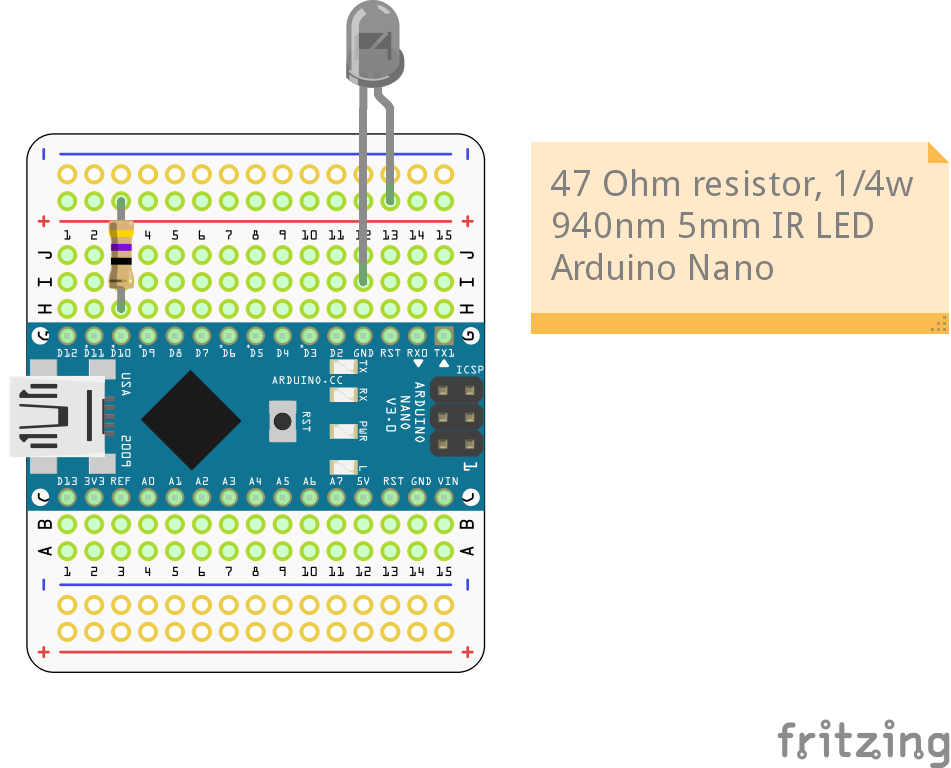 47 Ohm resistor, 1/4w
940nm 5mm IR LED
Arduino Nano
− −
+ +
1 2 4 5 6 7 8 9 10 11 12 13 14 15
J J
I I
H H
G G
D12 *D11 *D10 *D9 D8 D7 *D6 *D5 D4 *D3 D2 GND RST RX0 TX1
ICSP
ARDUINO.CC
TX
RX
PWR
L
RST
ARDUINO
NANO
V3.0
USA
2009
1
D13 3V3 REF A0 A1 A2 A3 A4 A5 A6 A7 5V RST GND VIN
C C
B B
A A
1 2 3 4 5 6 7 8 9 10 11 12 13 14 15
− −
+ +
fritzing